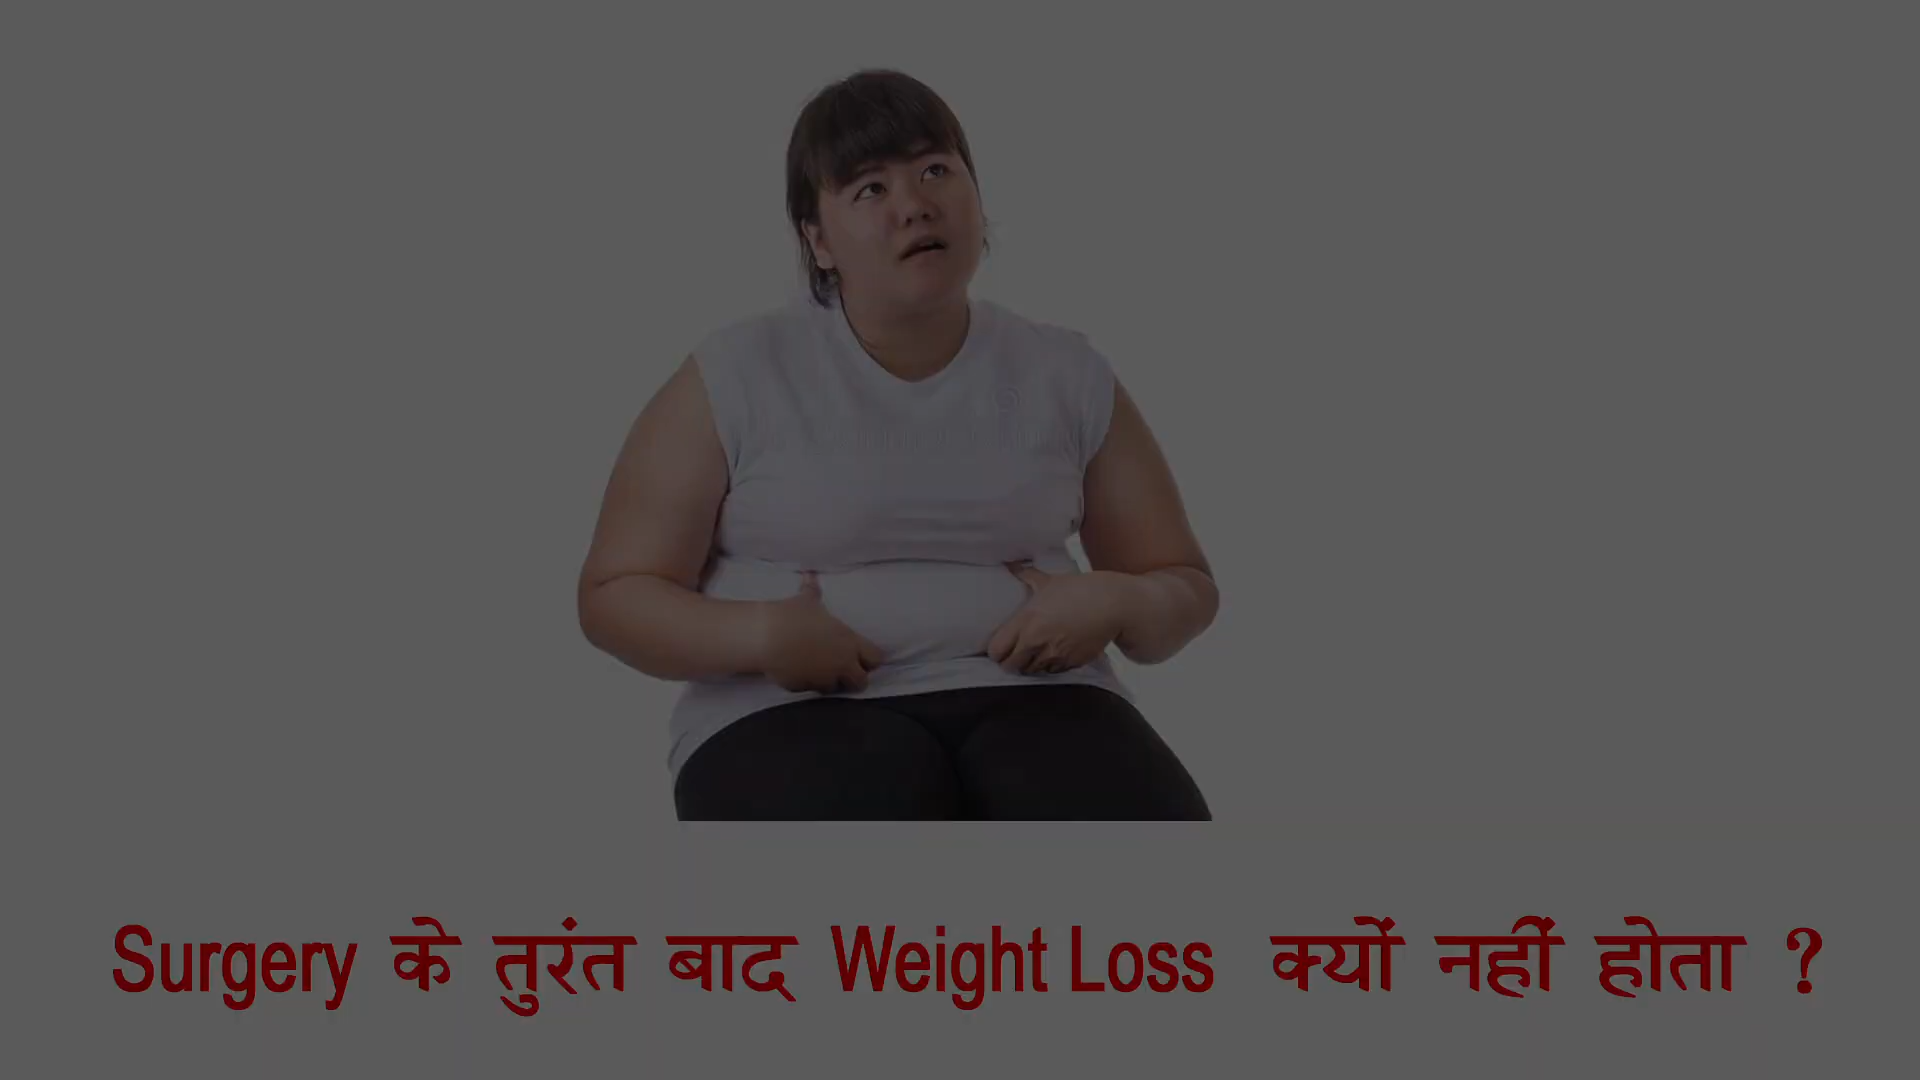 Surgery के तुरंत बाद Weight Loss क्यों नहीं होता ?